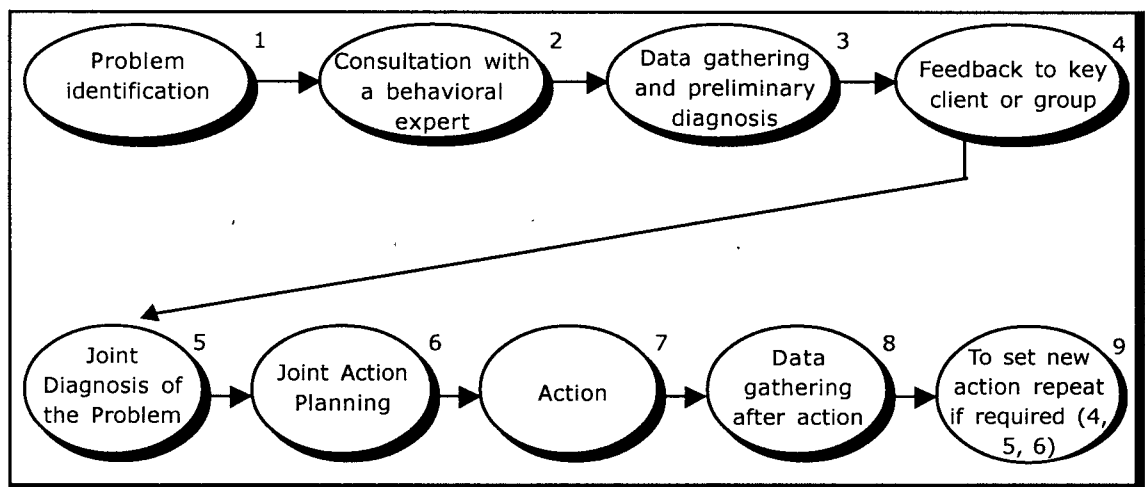 1
Problem
identification
2
Consultation with
a behavioral
expert
3
Data gathering
and preliminary
diagnosis
4
Feedback to key
client or group
5
Joint
Diagnosis of
the Problem
6
Joint Action
Planning
7
Action
8
Data
gathering
after action
9
To set new
action repeat
if required (4,
5, 6)